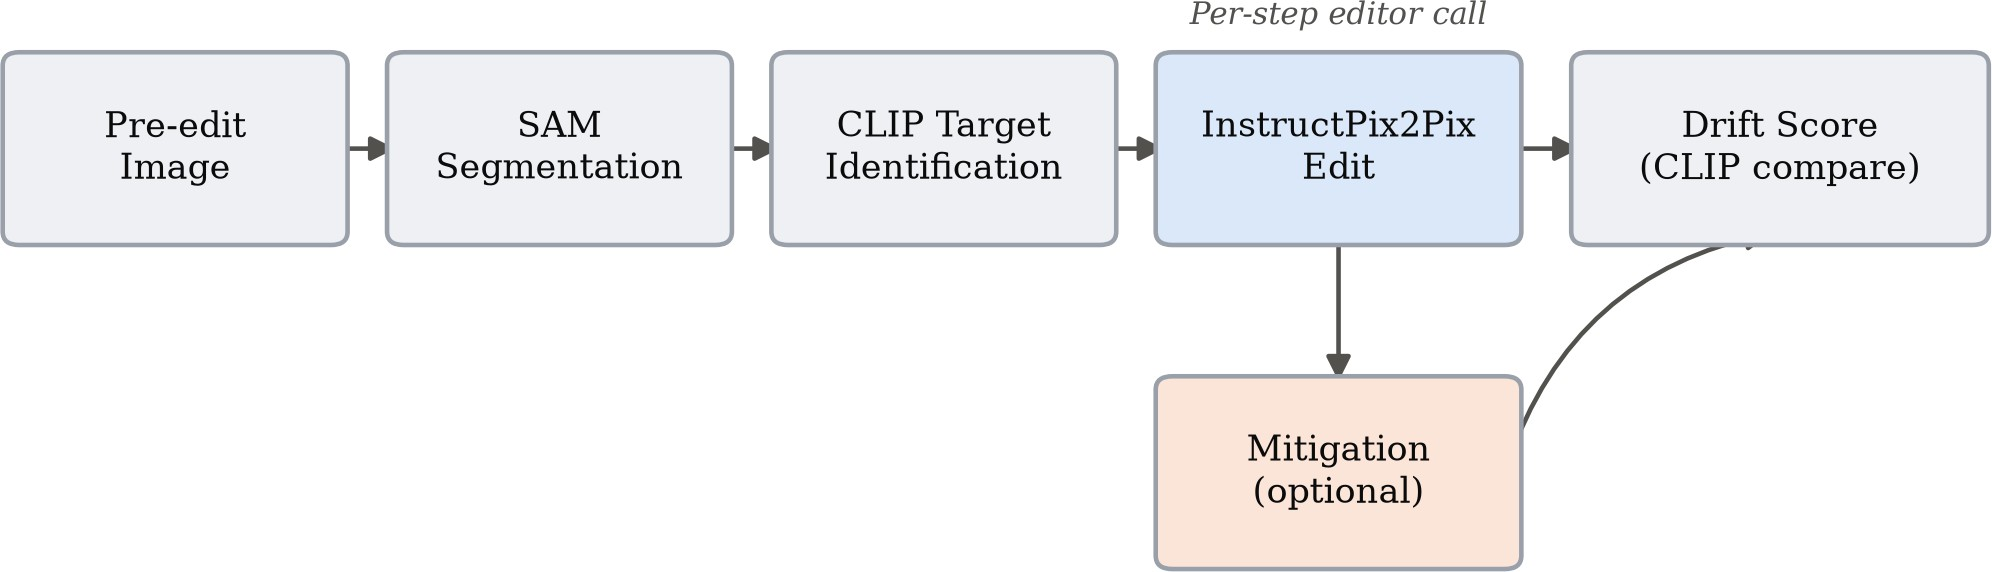 Per-step editor call
Pre-edit
Image
SAM
Segmentation
CLIP Target
Identification
InstructPix2Pix
Edit
Drift Score
(CLIP compare)
Mitigation
(optional)